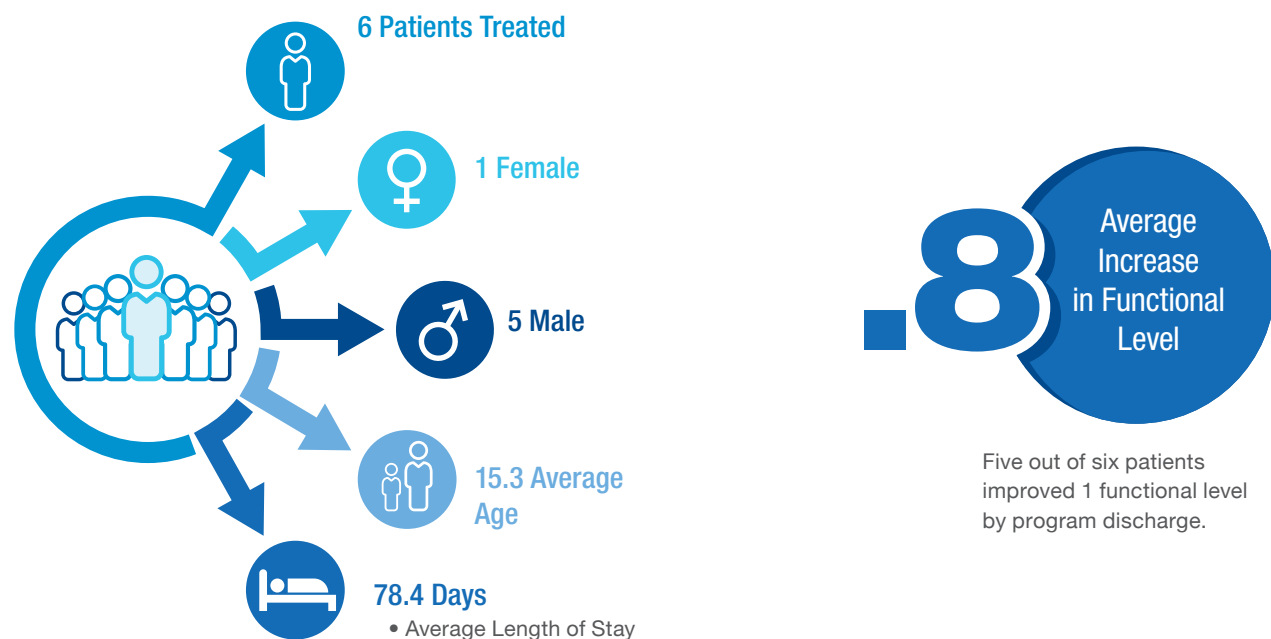 6 Patients Treated
1 Female
5 Male
15.3 Average
Age
78.4 Days
• Average Length of Stay
.8
Average
Increase
in Functional
Level
Five out of six patients
improved 1 functional level
by program discharge.